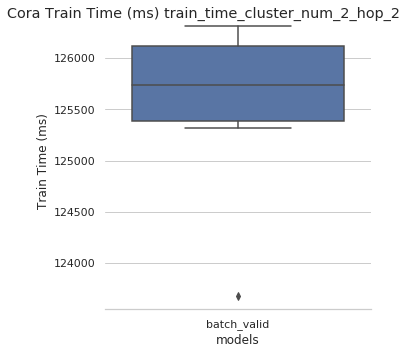 Cora Train Time (ms) train_time_cluster_num_2_hop_2
126000
125500
125000
124500
124000
Train Time (ms)
batch_valid
models